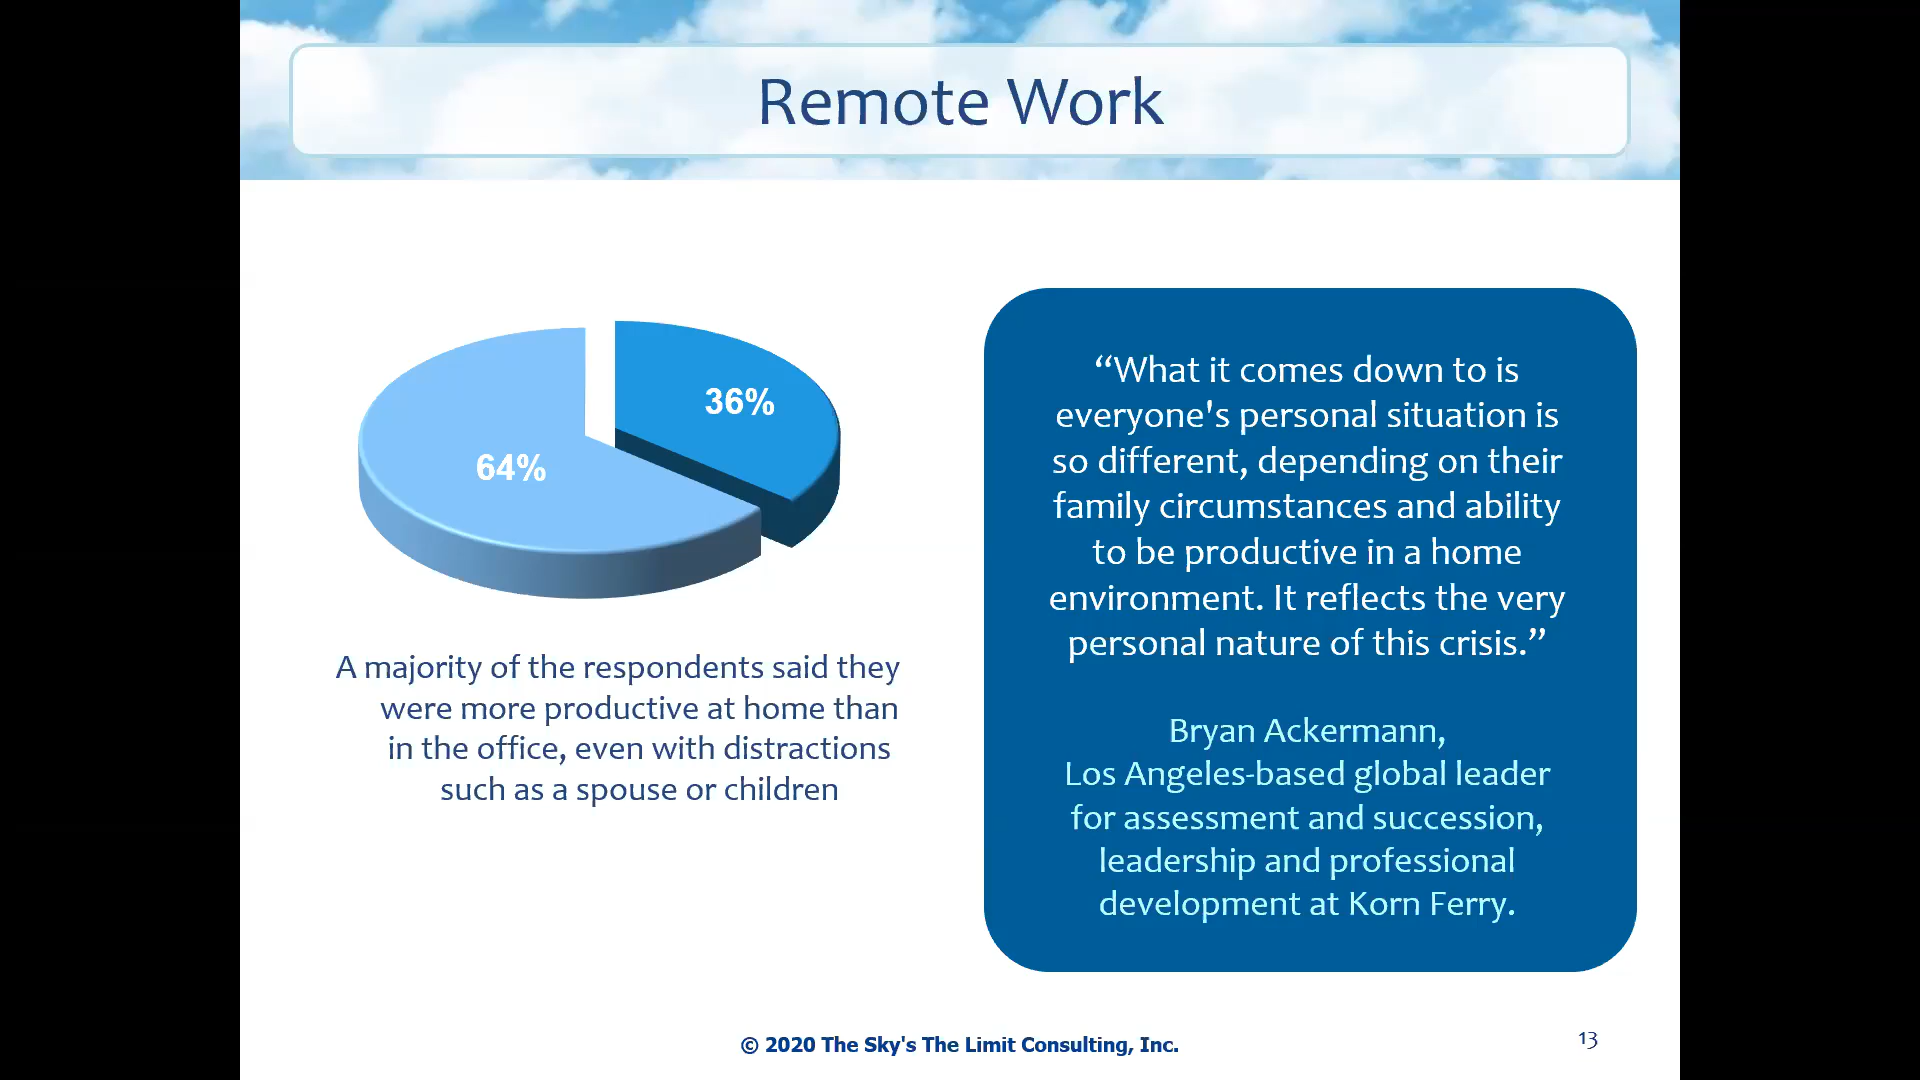 Remote Work
36%
64%
A majority of the respondents said they
were more productive at home than
in the office, even with distractions
such as a spouse or children
“What it comes down to is
everyone's personal situation is
so different, depending on their
family circumstances and ability
to be productive in a home
environment. It reflects the very
personal nature of this crisis.”
Bryan Ackermann,
Los Angeles-based global leader
for assessment and succession,
leadership and professional
development at Korn Ferry.
© 2020 The Sky's The Limit Consulting, Inc.
13